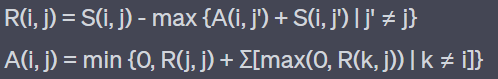 R(i, j) = S(i, j) - max {A(i, j') + S(i, j') | j' ≠ j}
A(i, j) = min {0, R(j, j) + Σ[max(0, R(k, j)) | k ≠ i]}